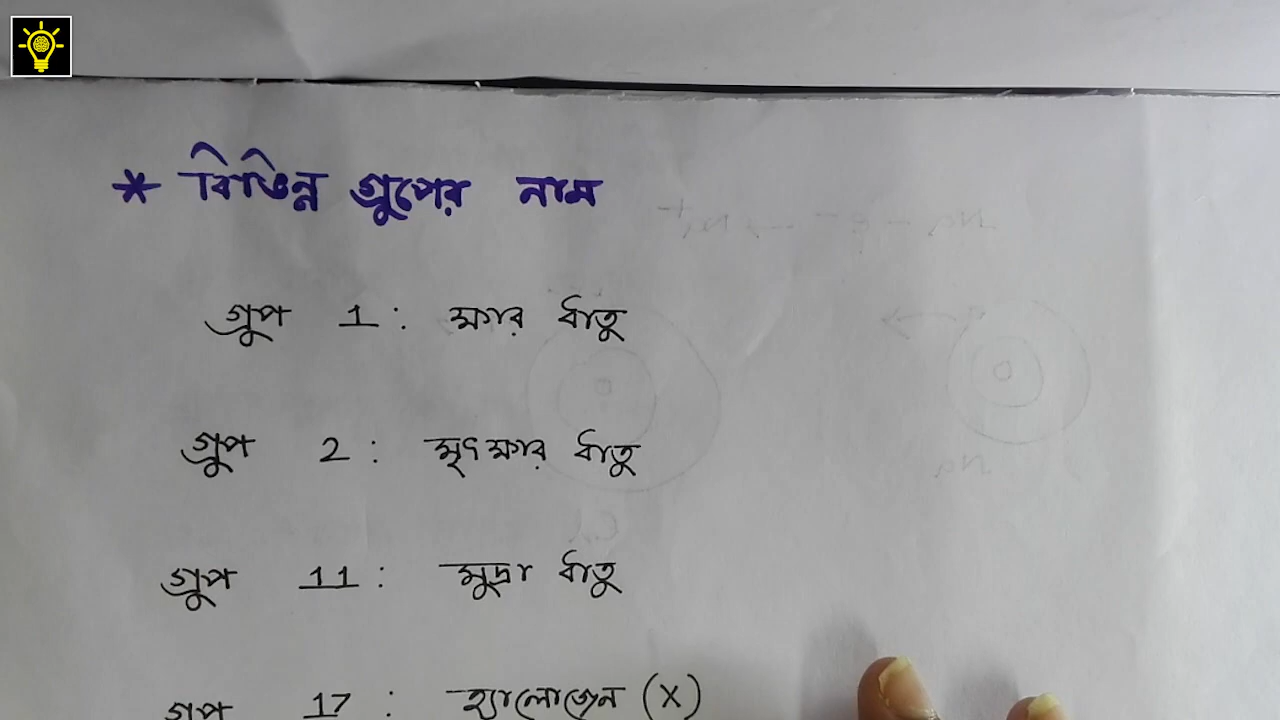 * বিভিন্ন গ্রুপের নাম
গ্রুপ 1 : ক্ষার ধাতু
গ্রুপ 2 : মৃৎক্ষার ধাতু
গ্রুপ 11 : মুদ্রা ধাতু
গ্রুপ 17 : হ্যালোজেন (X)